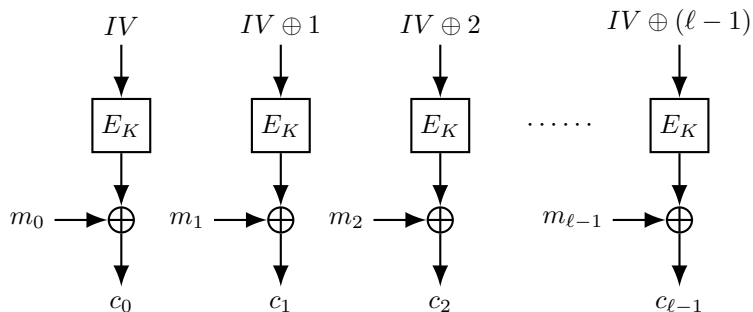 IV IV ⊕ 1 IV ⊕ 2 IV ⊕ (ℓ − 1)
E_K E_K E_K ...... E_K
m_0 m_1 m_2 m_{ℓ−1}
c_0 c_1 c_2 c_{ℓ−1}